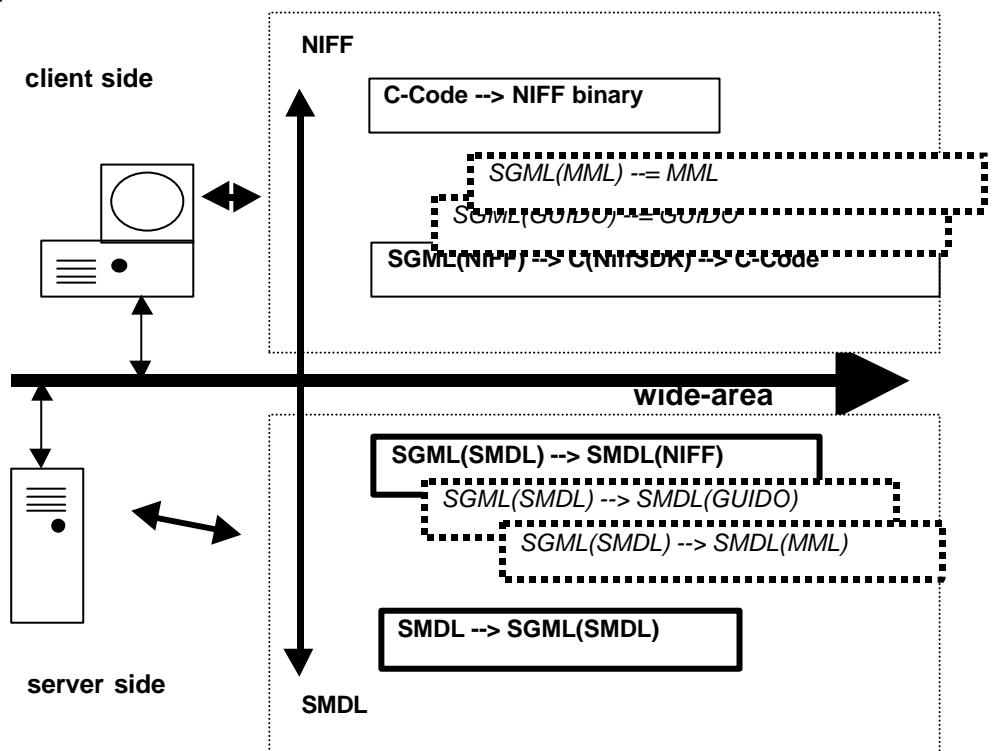 NIFF
client side
C-Code --> NIFF binary
SGML(MML) --= MML
SGML(GUIDO) --= GUIDO
SGML(NIFF) --> C(NiffSDK) --> C-Code
wide-area
SGML(SMDL) --> SMDL(NIFF)
SGML(SMDL) --> SMDL(GUIDO)
SGML(SMDL) --> SMDL(MML)
SMDL --> SGML(SMDL)
server side
SMDL